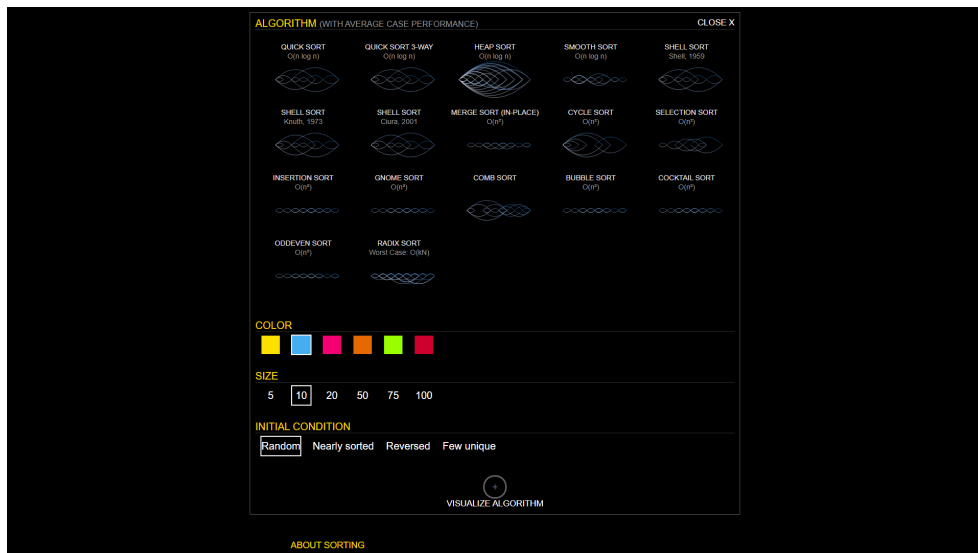 ALGORITHM (WITH AVERAGE CASE PERFORMANCE) CLOSE X
QUICK SORT
O(n log n)
QUICK SORT 3-WAY
O(n log n)
HEAP SORT
O(n log n)
SMOOTH SORT
O(n log n)
SHELL SORT
Shell, 1959
SHELL SORT
Knuth, 1973
SHELL SORT
Ciura, 2001
MERGE SORT (IN-PLACE)
O(n²)
CYCLE SORT
O(n²)
SELECTION SORT
O(n²)
INSERTION SORT
O(n²)
GNOME SORT
O(n²)
COMB SORT
BUBBLE SORT
O(n²)
COCKTAIL SORT
O(n²)
ODDEVEN SORT
O(n²)
RADIX SORT
Worst Case: O(kN)
COLOR
SIZE
5 10 20 50 75 100
INITIAL CONDITION
Random Nearly sorted Reversed Few unique
+
VISUALIZE ALGORITHM
ABOUT SORTING